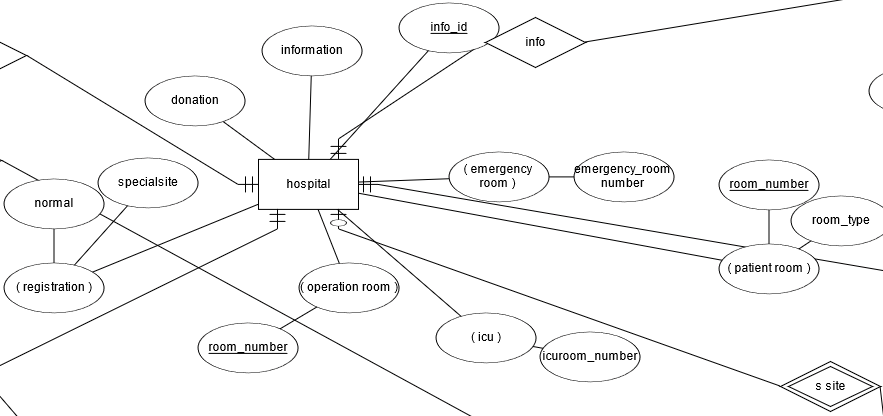 info_id
info
information
donation
( emergency
room )
emergency_room
number
specialsite
hospital
room_number
normal
room_type
( patient room )
( registration )
( operation room )
( icu )
room_number
icuroom_number
s site